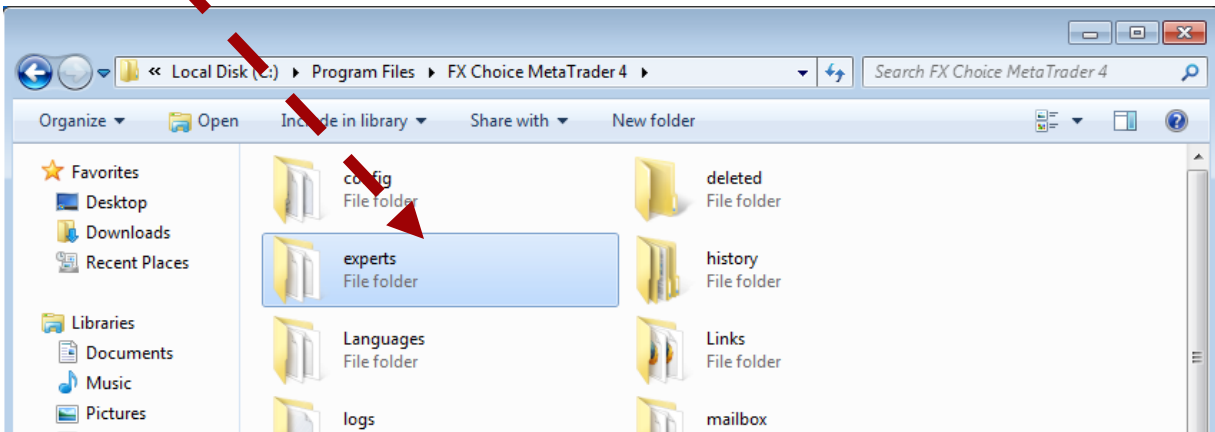 « Local Disk (C:) ▸ Program Files ▸ FX Choice MetaTrader 4 ▸
Search FX Choice MetaTrader 4
Organize Open Include in library Share with New folder
Favorites
Desktop
Downloads
Recent Places
Libraries
Documents
Music
Pictures
config
File folder
deleted
File folder
experts
File folder
history
File folder
Languages
File folder
Links
File folder
logs
mailbox